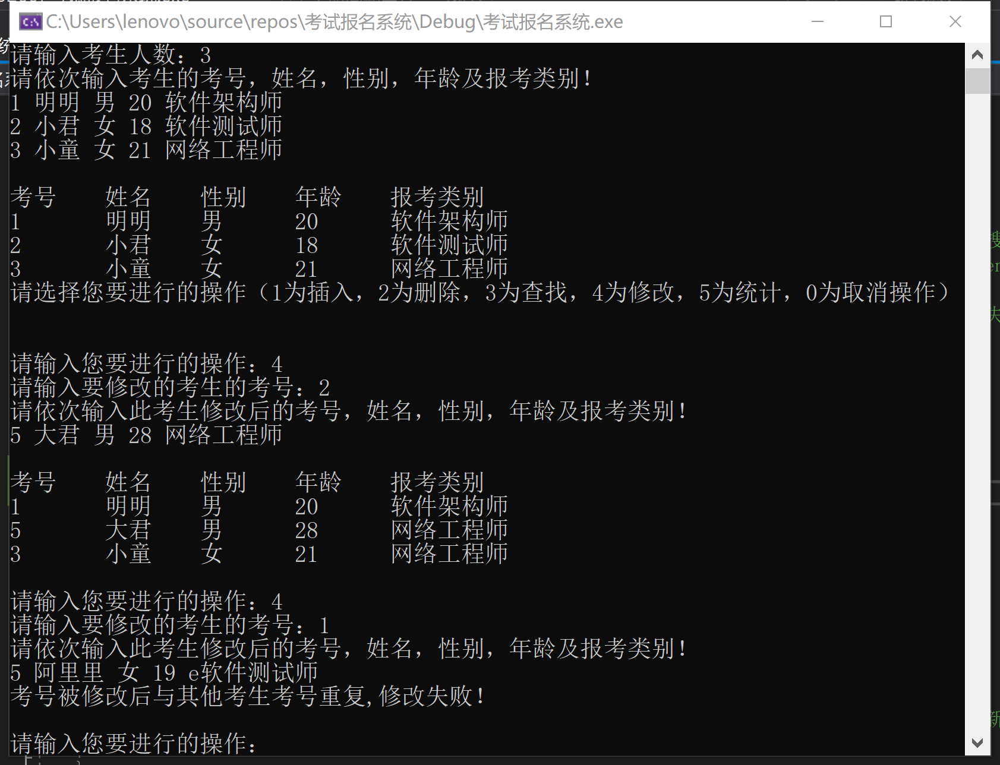 C:\Users\lenovo\source\repos\考试报名系统\Debug\考试报名系统.exe
请输入考生人数：3
请依次输入考生的考号，姓名，性别，年龄及报考类别！
1 明明 男 20 软件架构师
2 小君 女 18 软件测试师
3 小童 女 21 网络工程师
考号 姓名 性别 年龄 报考类别
1 明明 男 20 软件架构师
2 小君 女 18 软件测试师
3 小童 女 21 网络工程师
请选择您要进行的操作（1为插入，2为删除，3为查找，4为修改，5为统计，0为取消操作）
请输入您要进行的操作：4
请输入要修改的考生的考号：2
请依次输入此考生修改后的考号，姓名，性别，年龄及报考类别！
5 大君 男 28 网络工程师
考号 姓名 性别 年龄 报考类别
1 明明 男 20 软件架构师
5 大君 男 28 网络工程师
3 小童 女 21 网络工程师
请输入您要进行的操作：4
请输入要修改的考生的考号：1
请依次输入此考生修改后的考号，姓名，性别，年龄及报考类别！
5 阿里里 女 19 e软件测试师
考号被修改后与其他考生考号重复,修改失败！
请输入您要进行的操作：